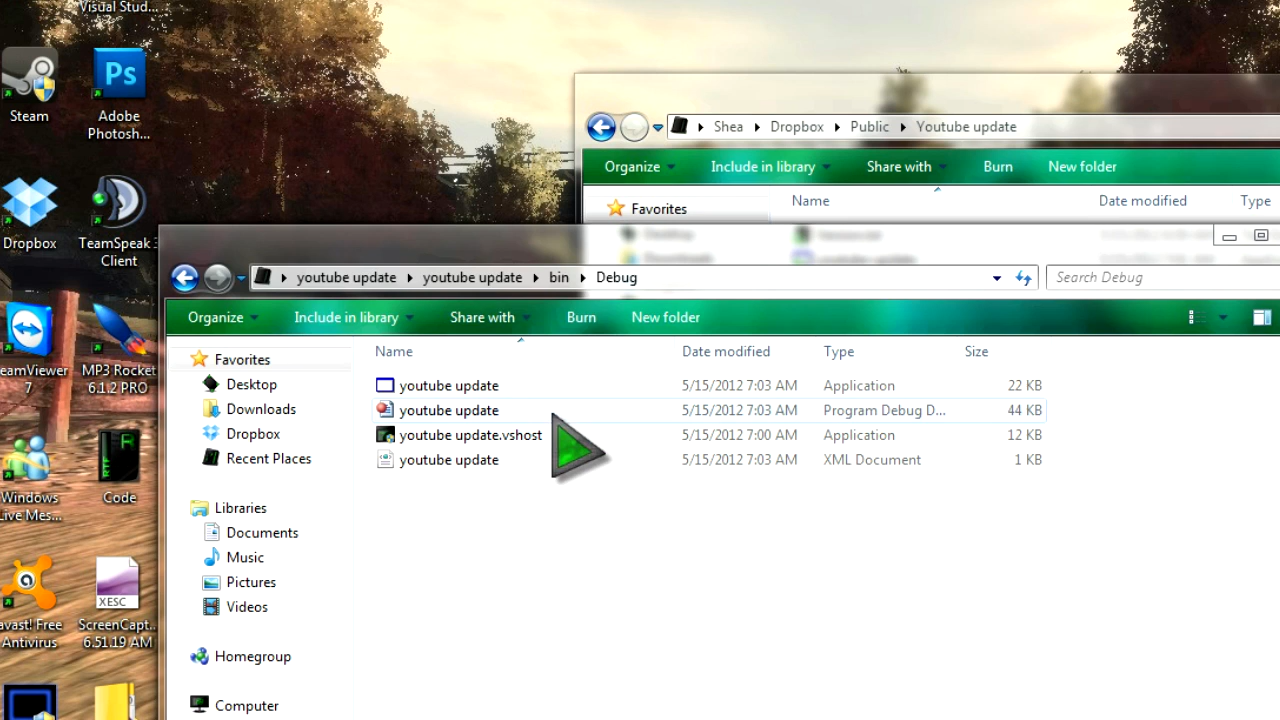 Visual Stud...
Steam
Adobe
Photosh...
Ps
Dropbox
TeamSpeak 3
Client
eamViewer
7
MP3 Rocket
6.1.2 PRO
Windows
Live Mes...
Code
RTF
A
avast! Free
Antivirus
XESC
ScreenCapt...
6.51.19 AM
Shea Dropbox Public Youtube update
Organize Include in library Share with Burn New folder
Favorites
Name Date modified Type
youtube update youtube update bin Debug
Search Debug
Organize Include in library Share with Burn New folder
Favorites
Desktop
Downloads
Dropbox
Recent Places
Libraries
Documents
Music
Pictures
Videos
Homegroup
Computer
Name Date modified Type Size
youtube update 5/15/2012 7:03 AM Application 22 KB
youtube update 5/15/2012 7:03 AM Program Debug D... 44 KB
youtube update.vshost 5/15/2012 7:00 AM Application 12 KB
youtube update 5/15/2012 7:03 AM XML Document 1 KB